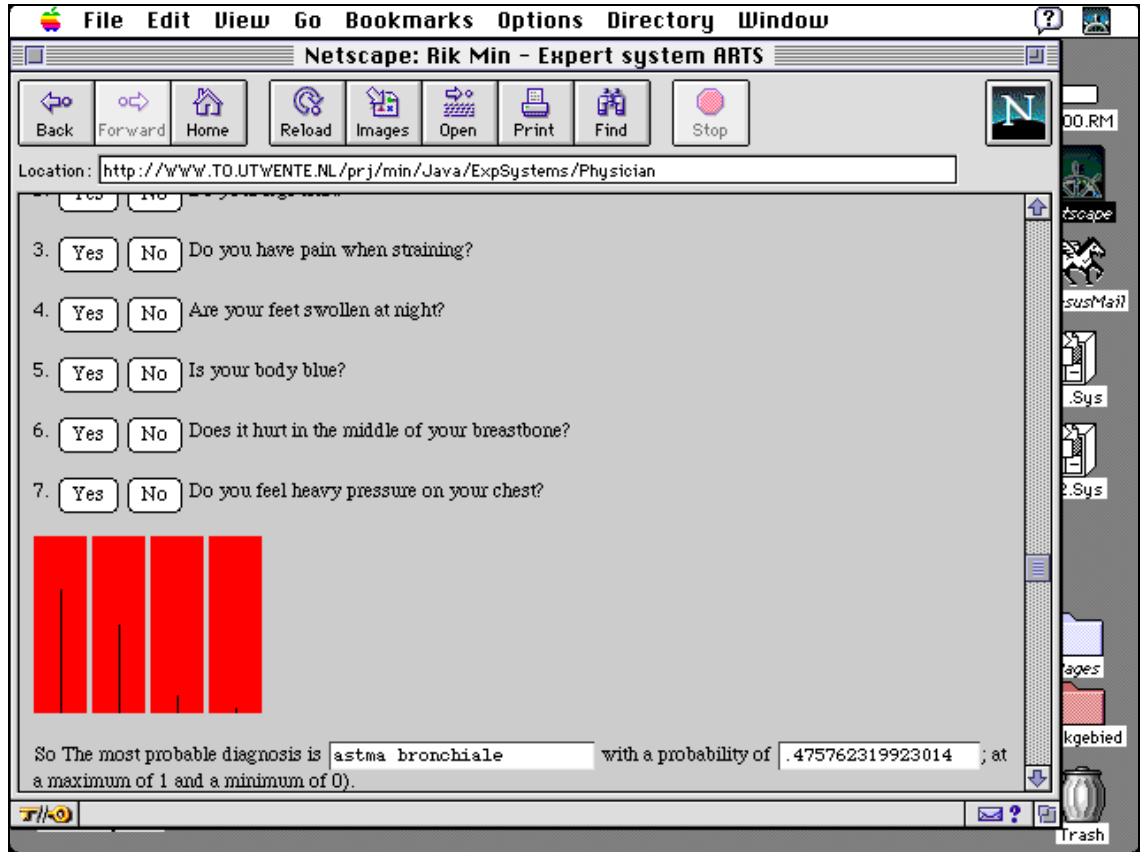 File Edit View Go Bookmarks Options Directory Window
Netscape: Rik Min - Expert system ARTS
Back Forward Home Reload Images Open Print Find Stop
N
00.RM
Location: http://WWW.TO.UTWENTE.NL/prj/min/Java/ExpSystems/Physician
tscape
Yes No
3. Yes No Do you have pain when straining?
susMail
4. Yes No Are your feet swollen at night?
5. Yes No Is your body blue?
.Sys
6. Yes No Does it hurt in the middle of your breastbone?
7. Yes No Do you feel heavy pressure on your chest?
2.Sys
ages
kgebied
So The most probable diagnosis is astma bronchiale with a probability of .475762319923014 ; at
a maximum of 1 and a minimum of 0).
Trash